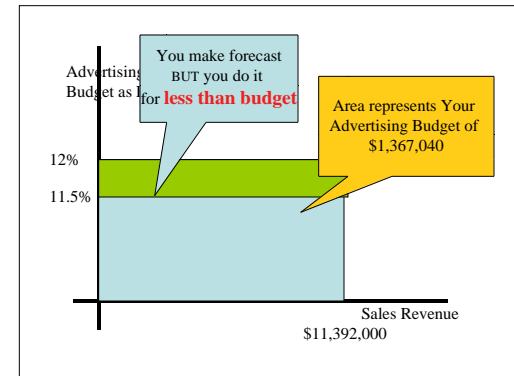 You make forecast
BUT you do it
for less than budget
Advertising
Budget as
Area represents Your
Advertising Budget of
$1,367,040
12%
11.5%
Sales Revenue
$11,392,000